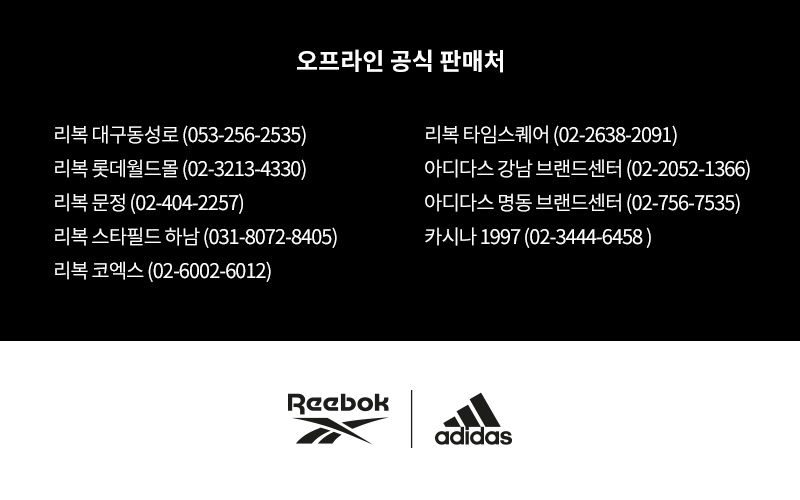 오프라인 공식 판매처
리복 대구동성로 (053-256-2535)
리복 롯데월드몰 (02-3213-4330)
리복 문정 (02-404-2257)
리복 스타필드 하남 (031-8072-8405)
리복 코엑스 (02-6002-6012)
리복 타임스퀘어 (02-2638-2091)
아디다스 강남 브랜드센터 (02-2052-1366)
아디다스 명동 브랜드센터 (02-756-7535)
카시나 1997 (02-3444-6458 )
Reebok
adidas